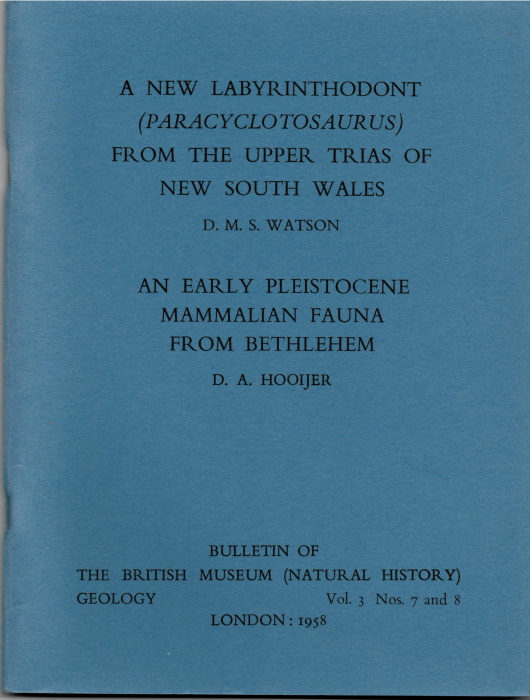 A NEW LABYRINTHODONT
(PARACYCLOTOSAURUS)
FROM THE UPPER TRIAS OF
NEW SOUTH WALES
D. M. S. WATSON
AN EARLY PLEISTOCENE
MAMMALIAN FAUNA
FROM BETHLEHEM
D. A. HOOIJER
BULLETIN OF
THE BRITISH MUSEUM (NATURAL HISTORY)
GEOLOGY Vol. 3 Nos. 7 and 8
LONDON : 1958